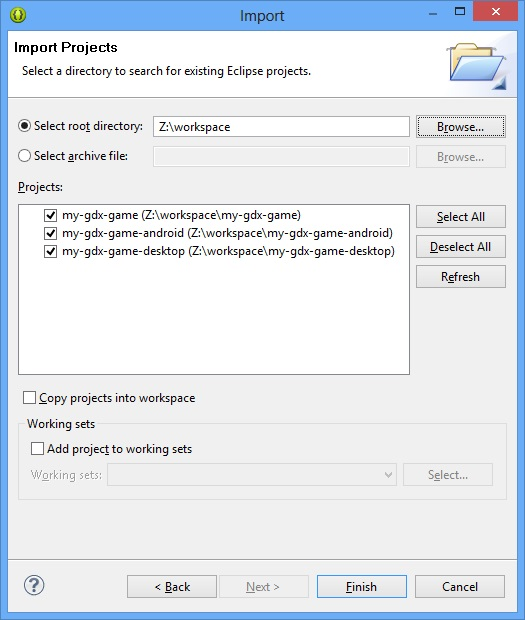 Import
Import Projects
Select a directory to search for existing Eclipse projects.
Select root directory: Z:\workspace Browse...
Select archive file: Browse...
Projects:
my-gdx-game (Z:\workspace\my-gdx-game)
my-gdx-game-android (Z:\workspace\my-gdx-game-android)
my-gdx-game-desktop (Z:\workspace\my-gdx-game-desktop)
Select All
Deselect All
Refresh
Copy projects into workspace
Working sets
Add project to working sets
Working sets: Select...
? < Back Next > Finish Cancel